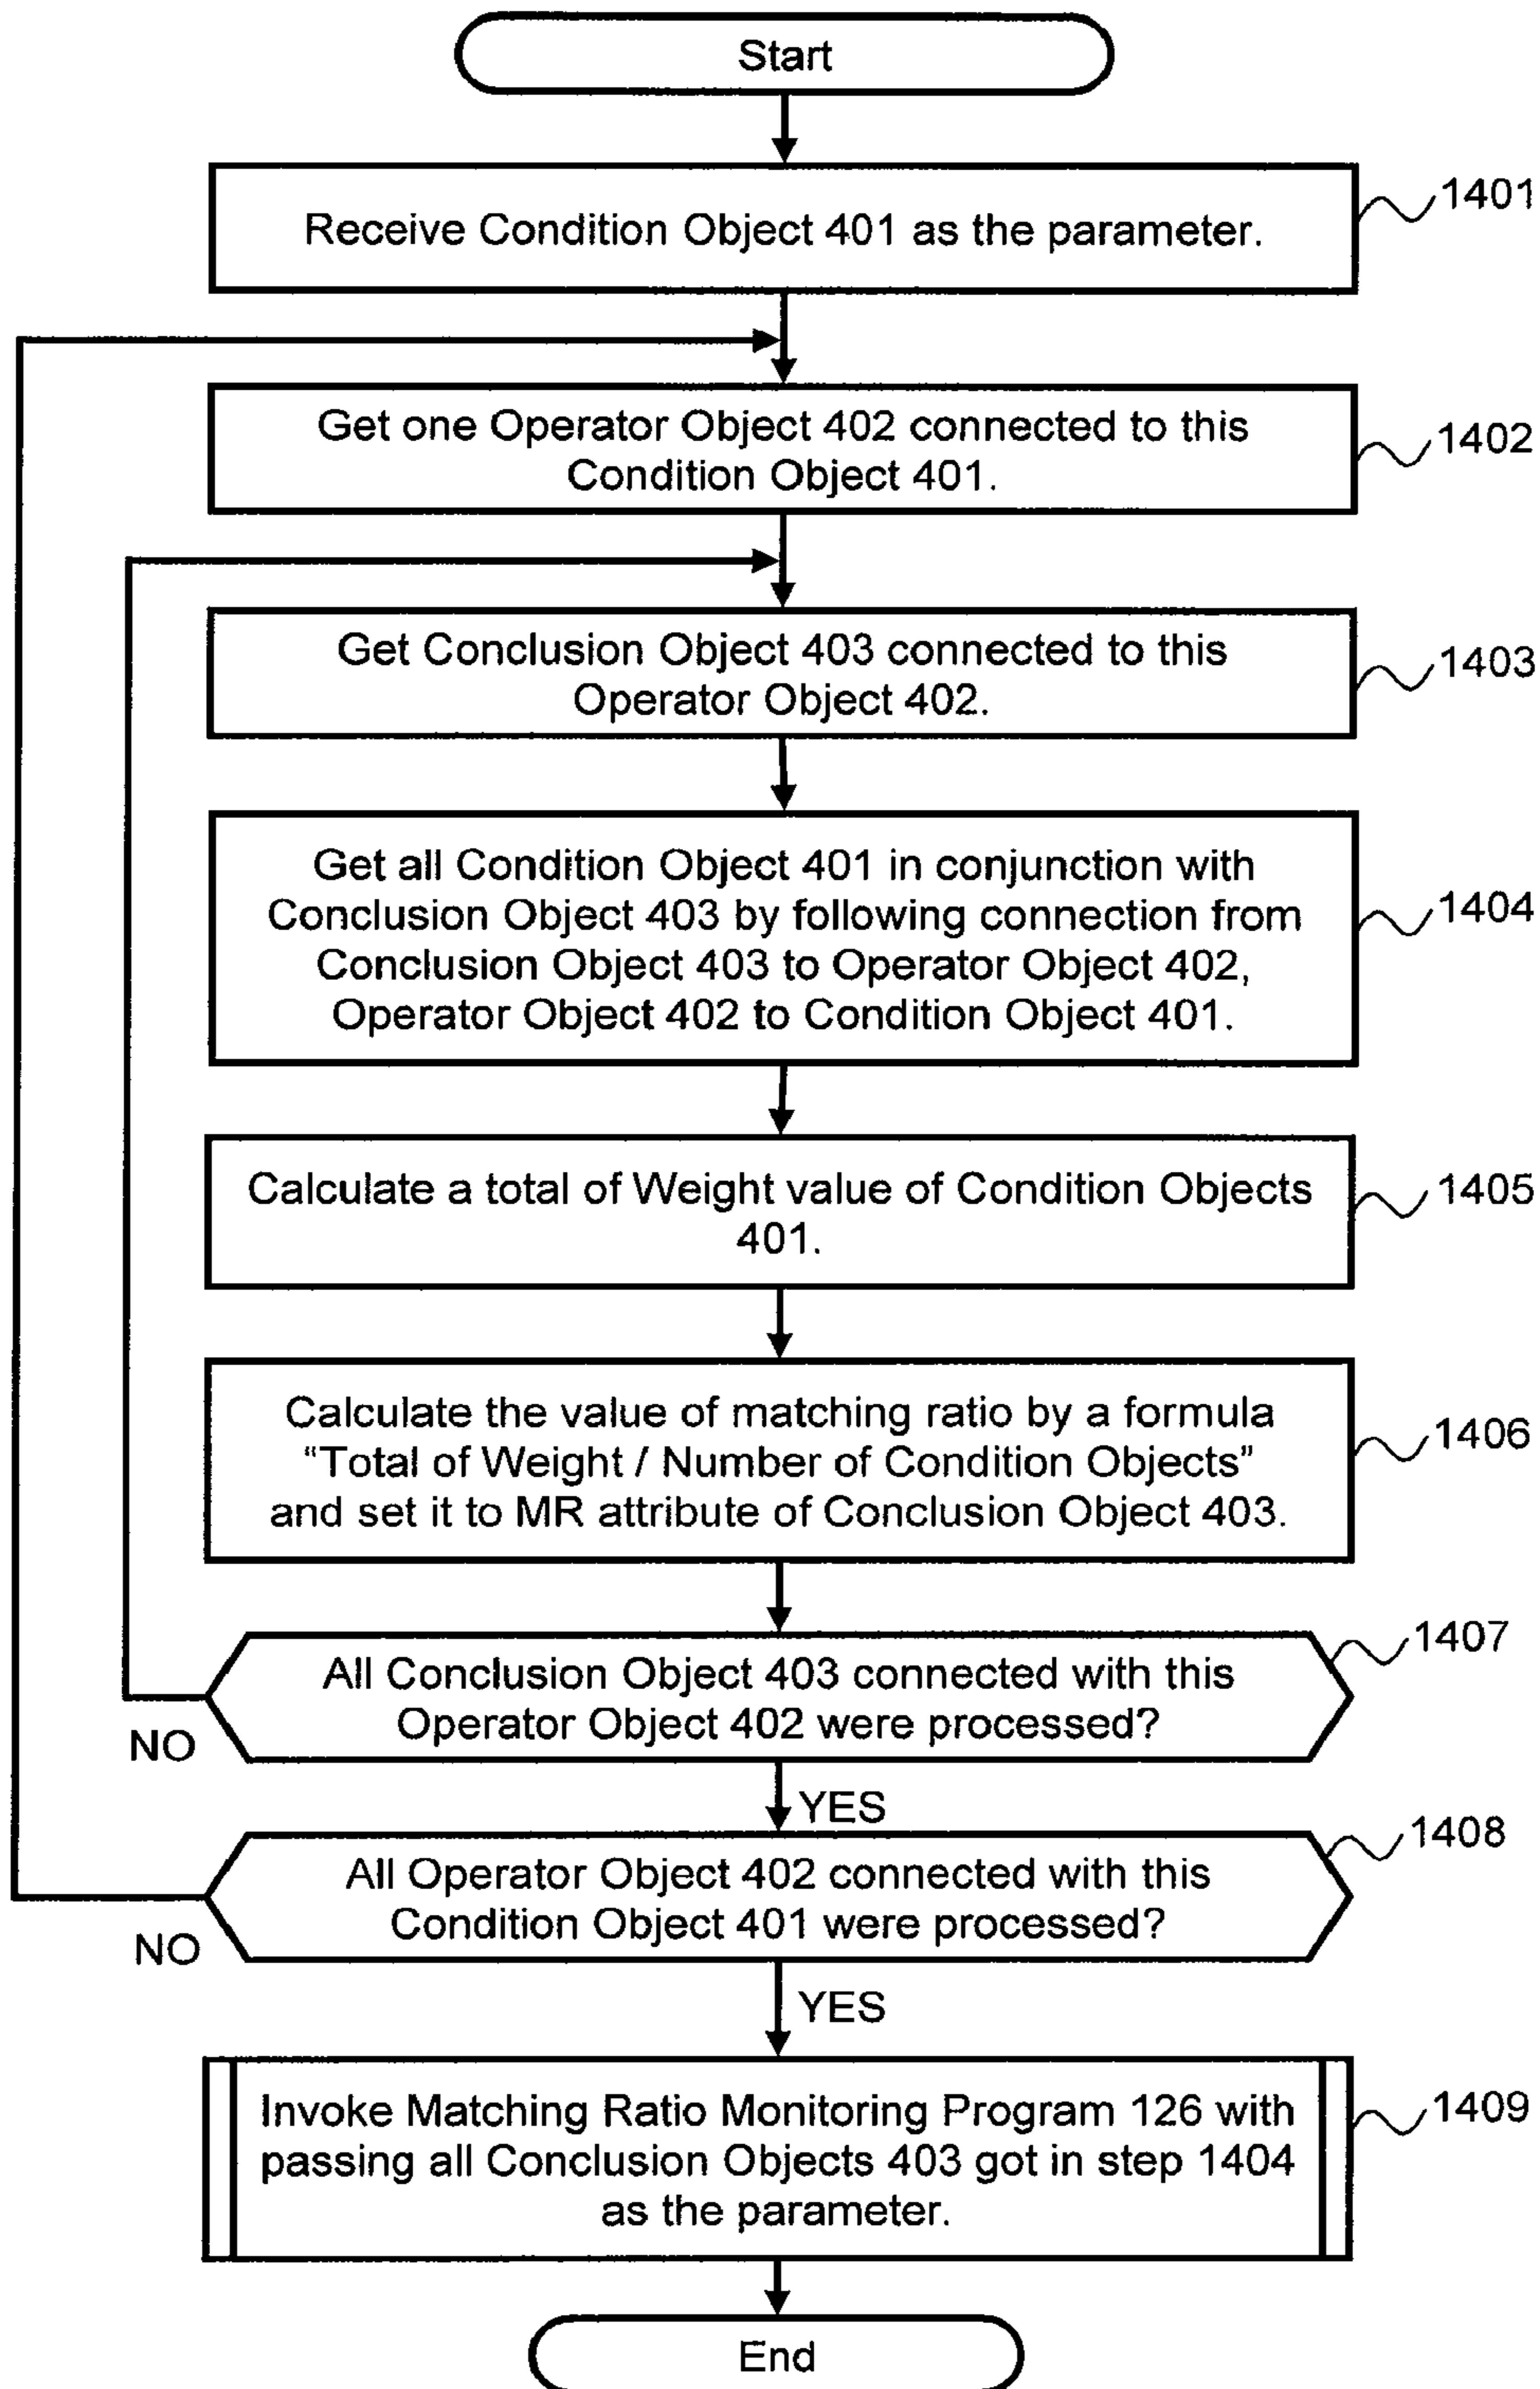 Start
Receive Condition Object 401 as the parameter.
1401
Get one Operator Object 402 connected to this
Condition Object 401.
1402
Get Conclusion Object 403 connected to this
Operator Object 402.
1403
Get all Condition Object 401 in conjunction with
Conclusion Object 403 by following connection from
Conclusion Object 403 to Operator Object 402,
Operator Object 402 to Condition Object 401.
1404
Calculate a total of Weight value of Condition Objects
401.
1405
Calculate the value of matching ratio by a formula
“Total of Weight / Number of Condition Objects”
and set it to MR attribute of Conclusion Object 403.
1406
All Conclusion Object 403 connected with this
Operator Object 402 were processed?
1407
NO
YES
All Operator Object 402 connected with this
Condition Object 401 were processed?
1408
NO
YES
Invoke Matching Ratio Monitoring Program 126 with
passing all Conclusion Objects 403 got in step 1404
as the parameter.
1409
End